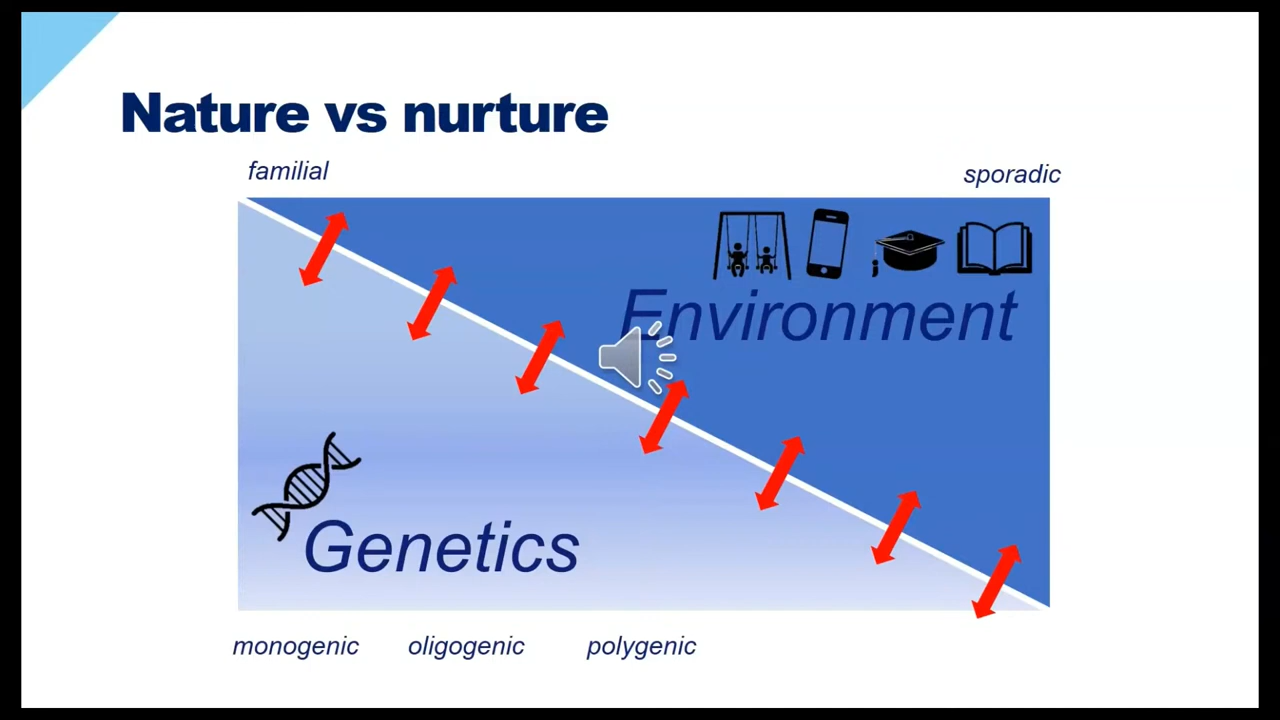 Nature vs nurture
familial
sporadic
Environment
Genetics
monogenic
oligogenic
polygenic